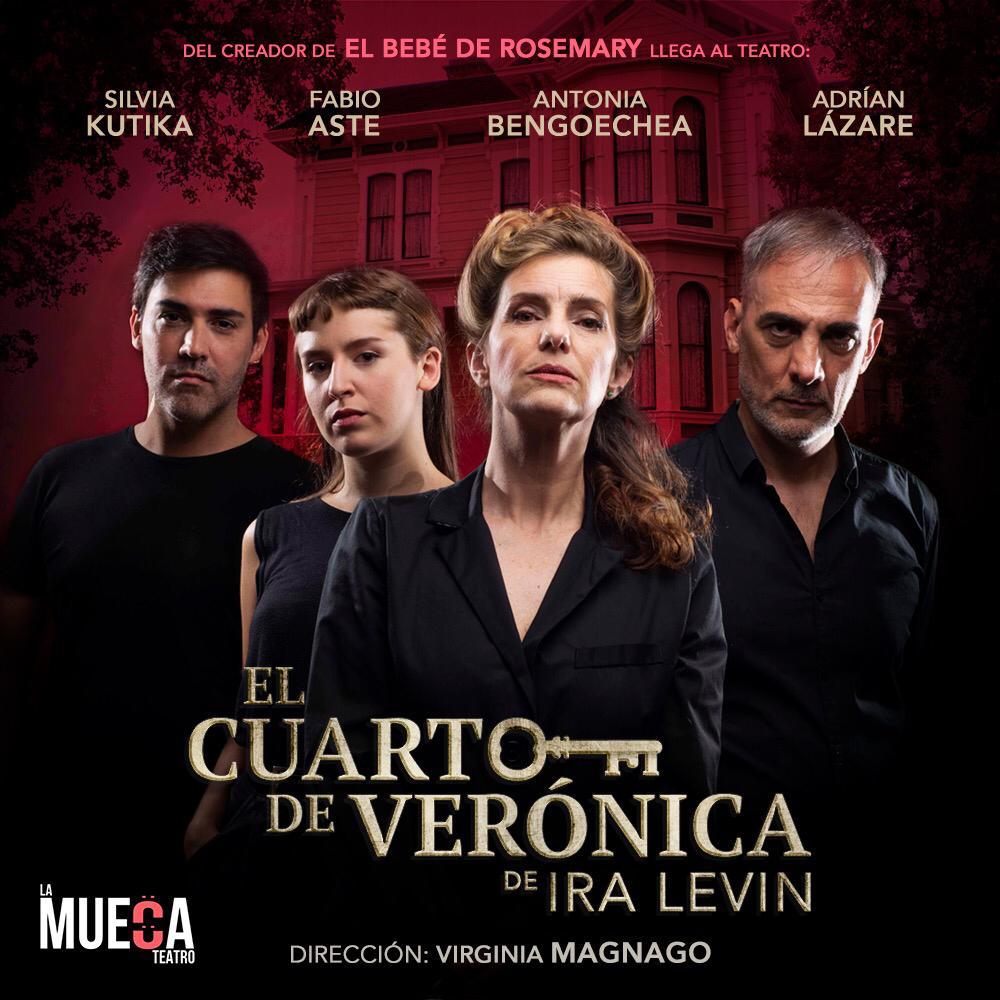 DEL CREADOR DE EL BEBÉ DE ROSEMARY LLEGA AL TEATRO:
SILVIA KUTIKA
FABIO ASTE
ANTONIA BENGOECHEA
ADRÍAN LÁZARE
EL
CUARTO
DE VERÓNICA
DE IRA LEVIN
LA
MUECA
TEATRO
DIRECCIÓN: VIRGINIA MAGNAGO